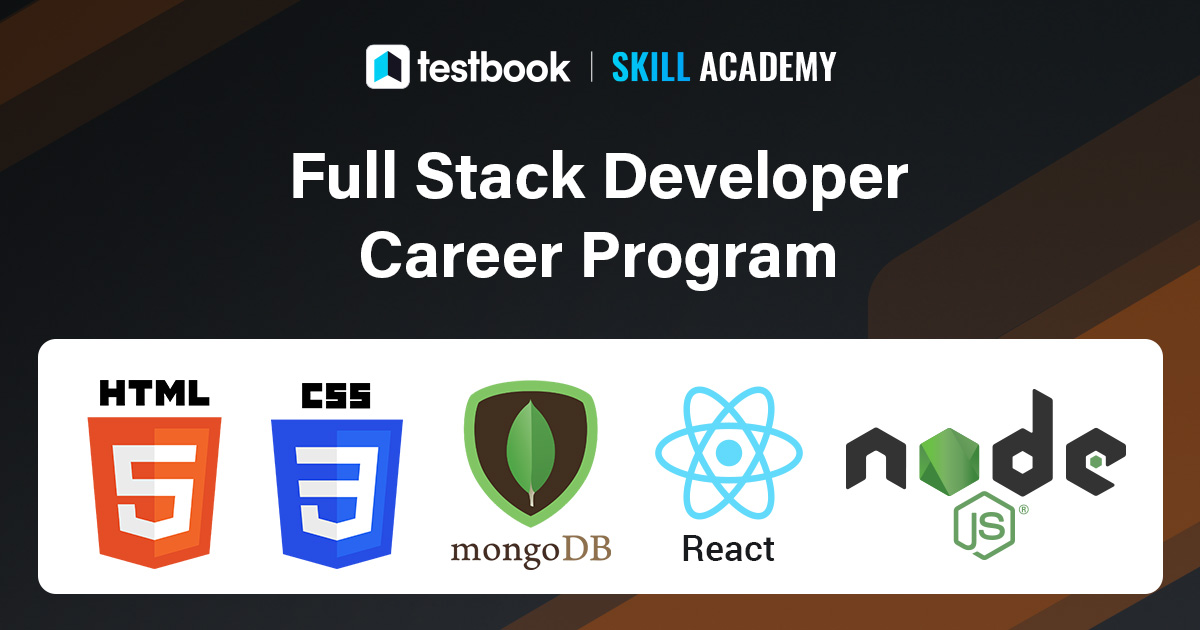 testbook | SKILL ACADEMY
Full Stack Developer
Career Program
HTML
5
CSS
3
mongoDB
React
node
JS®